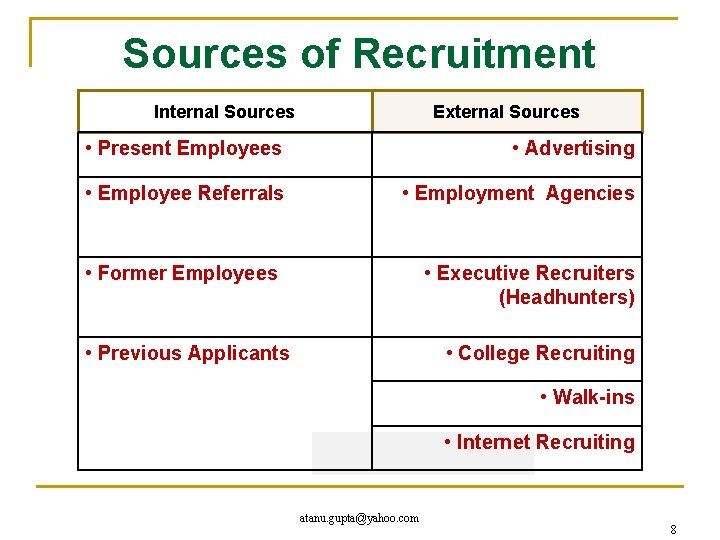 Sources of Recruitment
Internal Sources
External Sources
• Present Employees
• Advertising
• Employee Referrals
• Employment Agencies
• Former Employees
• Executive Recruiters
(Headhunters)
• Previous Applicants
• College Recruiting
• Walk-ins
• Internet Recruiting
atanu.gupta@yahoo.com
8